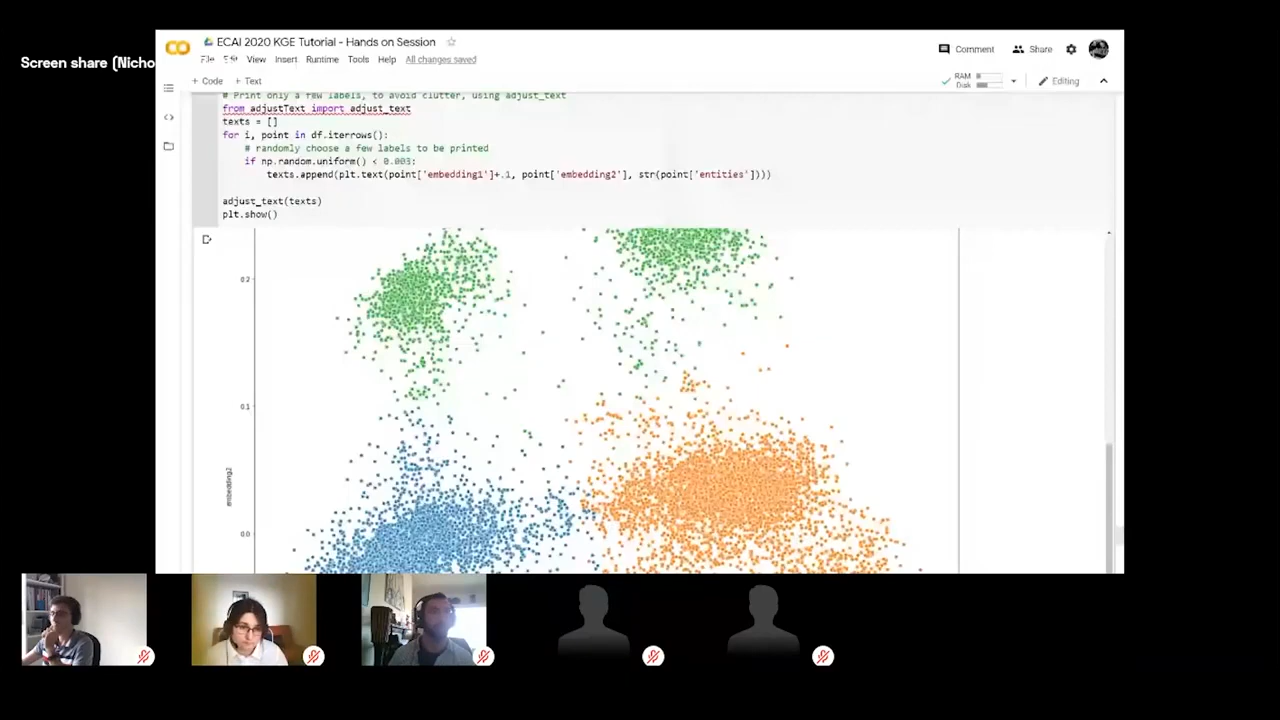 ECAI 2020 KGE Tutorial - Hands on Session
File Edit View Insert Runtime Tools Help All changes saved
Comment Share
Screen share (Nicho
+ Code + Text
RAM
Disk
Editing
# Print only a few labels, to avoid clutter, using adjust_text
from adjustText import adjust_text
texts = []
for i, point in df.iterrows():
# randomly choose a few labels to be printed
if np.random.uniform() < 0.003:
texts.append(plt.text(point['embedding1']+.1, point['embedding2'], str(point['entities'])))
adjust_text(texts)
plt.show()
0.2
0.1
embedding2
0.0